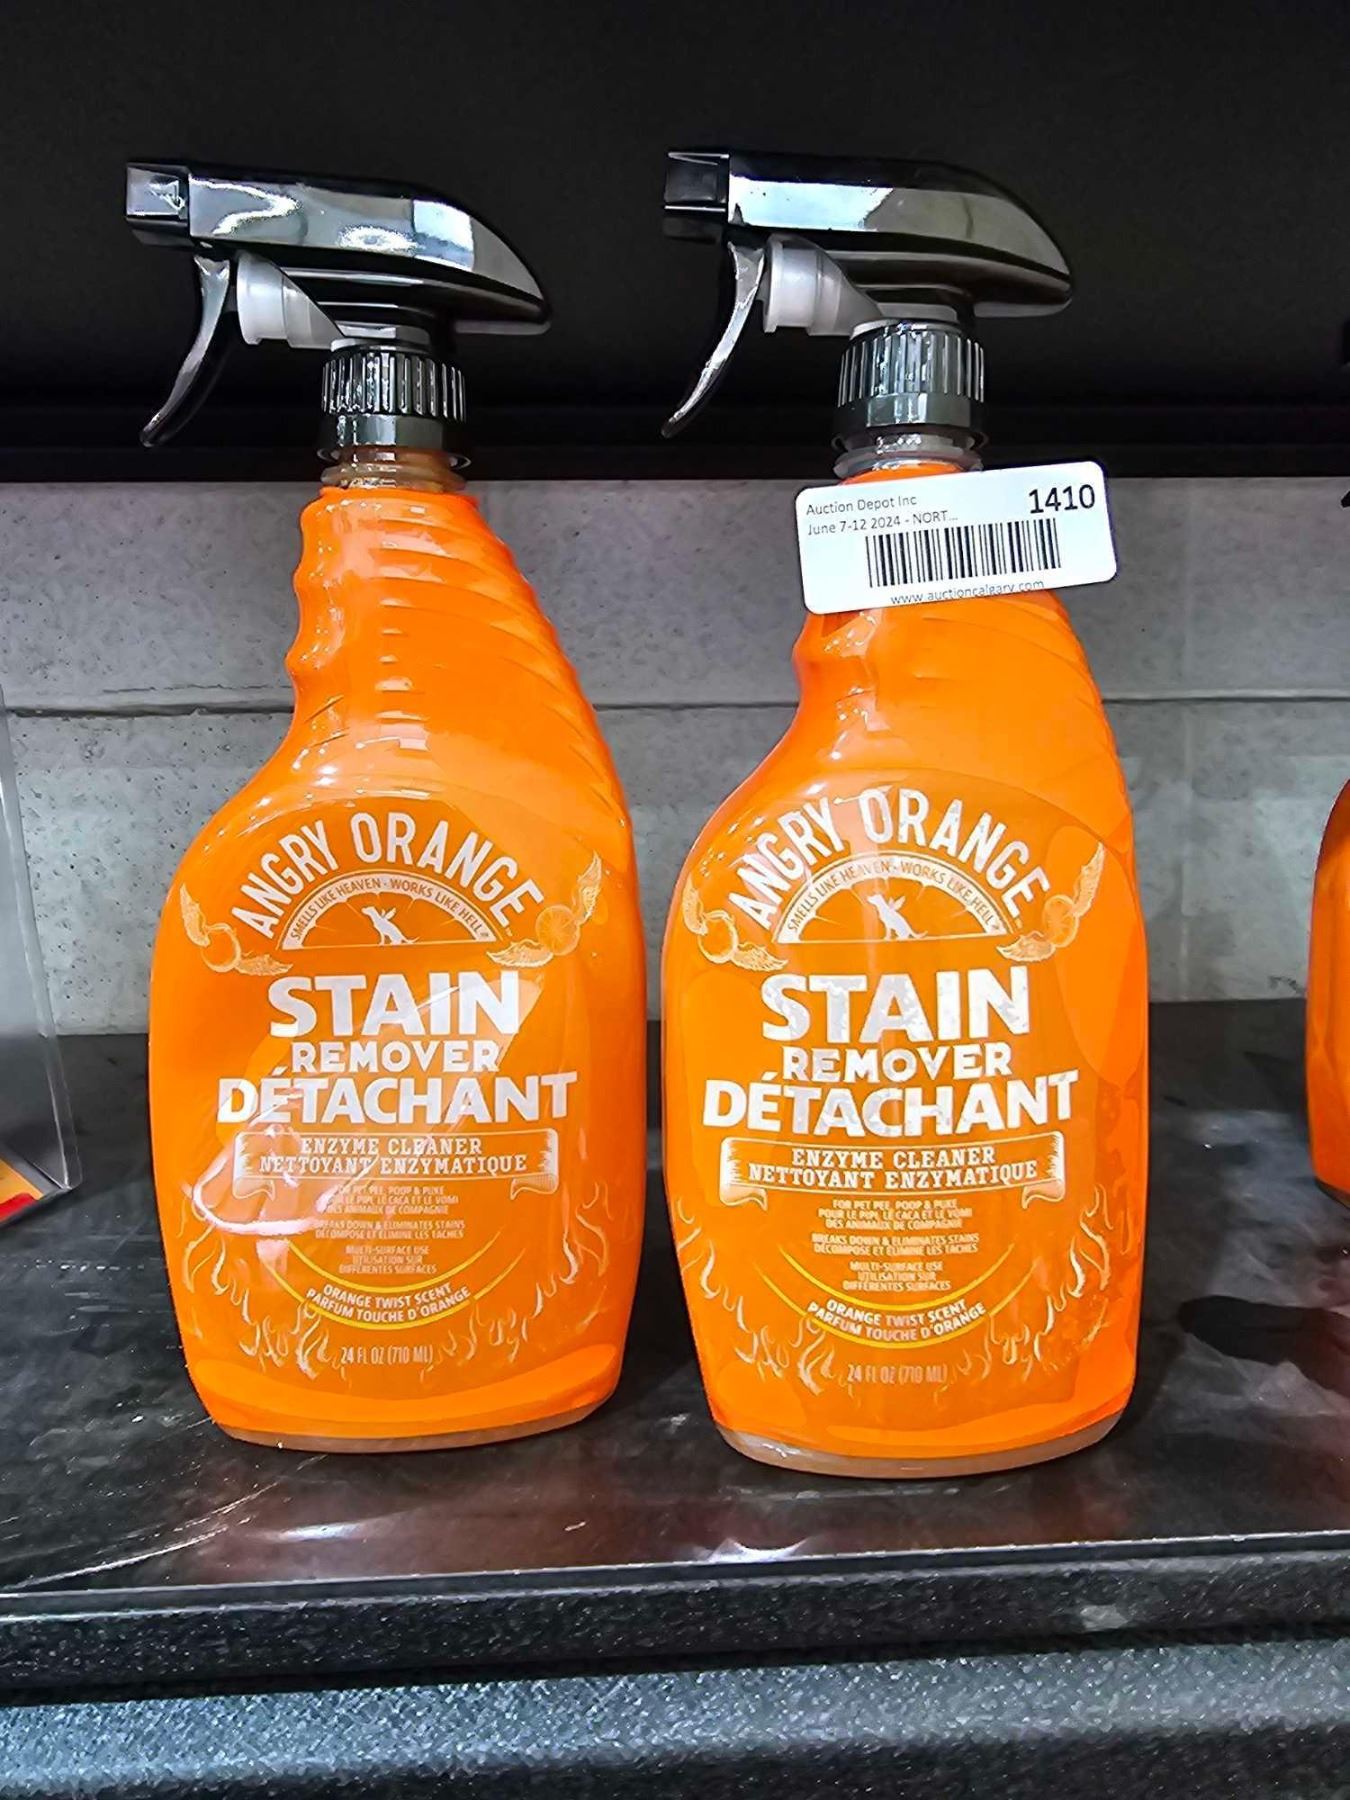 ANGRY ORANGE
SMELLS LIKE HEAVEN - WORKS LIKE HELL
STAIN
REMOVER
DÉTACHANT
ENZYME CLEANER
NETTOYANT ENZYMATIQUE
FOR PET PEE, POOP & PUKE
POUR LE PIPI, LE CACA ET LE VOMI
DES ANIMAUX DE COMPAGNIE
BREAKS DOWN & ELIMINATES STAINS
DÉCOMPOSE ET ÉLIMINE LES TACHES
MULTI-SURFACE USE
UTILISATION SUR
DIFFÉRENTES SURFACES
ORANGE TWIST SCENT
PARFUM TOUCHE D'ORANGE
24 FL OZ (710 ML)
Auction Depot Inc
1410
June 7-12 2024 - NORT...
www.auctioncalgary.com
ANGRY ORANGE
SMELLS LIKE HEAVEN - WORKS LIKE HELL
STAIN
REMOVER
DÉTACHANT
ENZYME CLEANER
NETTOYANT ENZYMATIQUE
FOR PET PEE, POOP & PUKE
POUR LE PIPI, LE CACA ET LE VOMI
DES ANIMAUX DE COMPAGNIE
BREAKS DOWN & ELIMINATES STAINS
DÉCOMPOSE ET ÉLIMINE LES TACHES
MULTI-SURFACE USE
UTILISATION SUR
DIFFÉRENTES SURFACES
ORANGE TWIST SCENT
PARFUM TOUCHE D'ORANGE
24 FL OZ (710 ML)